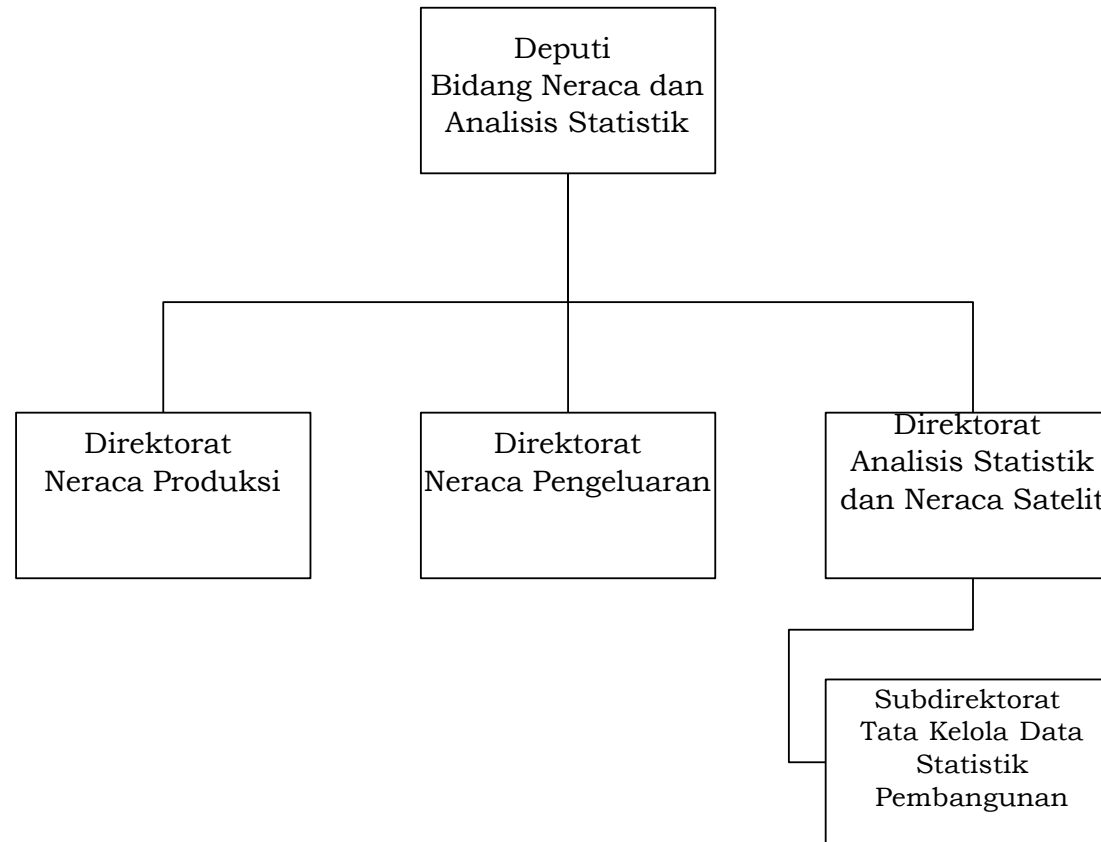 Deputi
Bidang Neraca dan
Analisis Statistik
Direktorat
Neraca Produksi
Direktorat
Neraca Pengeluaran
Direktorat
Analisis Statistik
dan Neraca Satelit
Subdirektorat
Tata Kelola Data
Statistik
Pembangunan